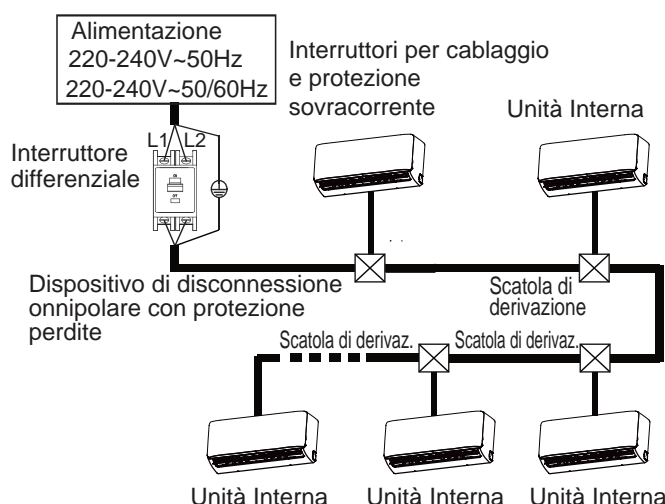 Alimentazione
220-240V~50Hz
220-240V~50/60Hz
Interruttori per cablaggio
e protezione
sovracorrente
Unità Interna
L1 L2
Interruttore
differenziale
ON
OFF
Dispositivo di disconnessione
onnipolare con protezione
perdite
Scatola di
derivazione
Scatola di derivaz.
Scatola di derivaz.
Unità Interna
Unità Interna
Unità Interna